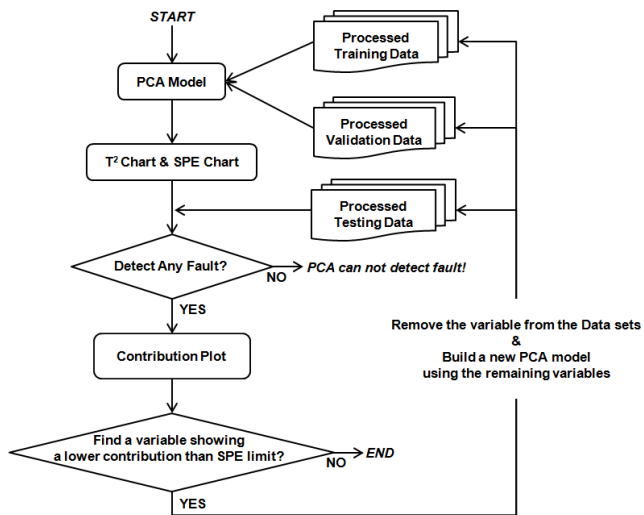 START
PCA Model
Processed
Training Data
Processed
Validation Data
T² Chart & SPE Chart
Processed
Testing Data
Detect Any Fault?
NO
PCA can not detect fault!
YES
Contribution Plot
Remove the variable from the Data sets
&
Build a new PCA model
using the remaining variables
Find a variable showing
a lower contribution than SPE limit?
NO
END
YES